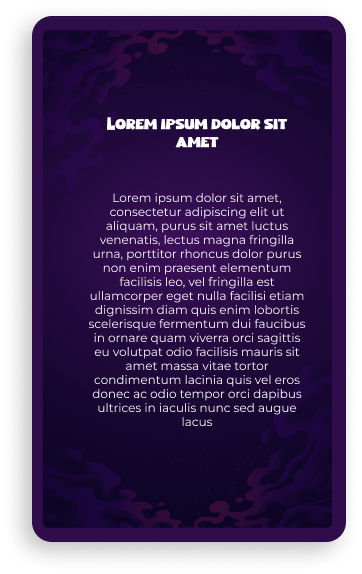 Lorem ipsum dolor sit
amet
Lorem ipsum dolor sit amet,
consectetur adipiscing elit ut
aliquam, purus sit amet luctus
venenatis, lectus magna fringilla
urna, porttitor rhoncus dolor purus
non enim praesent elementum
facilisis leo, vel fringilla est
ullamcorper eget nulla facilisi etiam
dignissim diam quis enim lobortis
scelerisque fermentum dui faucibus
in ornare quam viverra orci sagittis
eu volutpat odio facilisis mauris sit
amet massa vitae tortor
condimentum lacinia quis vel eros
donec ac odio tempor orci dapibus
ultrices in iaculis nunc sed augue
lacus